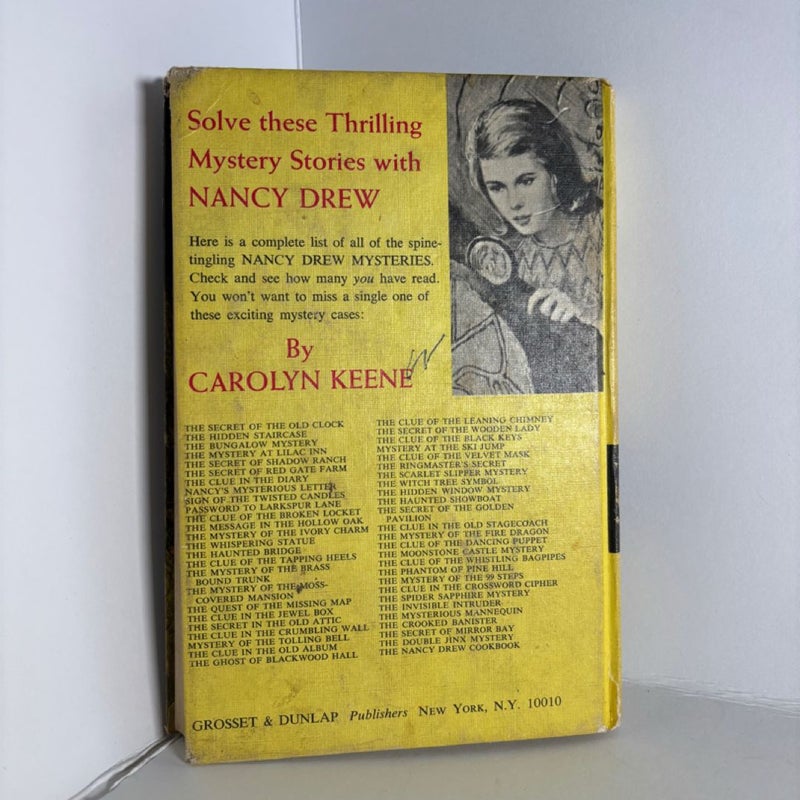 Solve these Thrilling
Mystery Stories with
NANCY DREW
Here is a complete list of all of the spine-
tingling NANCY DREW MYSTERIES.
Check and see how many you have read.
You won't want to miss a single one of
these exciting mystery cases:
By
CAROLYN KEENE
THE SECRET OF THE OLD CLOCK
THE HIDDEN STAIRCASE
THE BUNGALOW MYSTERY
THE MYSTERY AT LILAC INN
THE SECRET OF SHADOW RANCH
THE SECRET OF RED GATE FARM
THE CLUE IN THE DIARY
NANCY'S MYSTERIOUS LETTER
SIGN OF THE TWISTED CANDLES
PASSWORD TO LARKSPUR LANE
THE CLUE OF THE BROKEN LOCKET
THE MESSAGE IN THE HOLLOW OAK
THE MYSTERY OF THE IVORY CHARM
THE WHISPERING STATUE
THE HAUNTED BRIDGE
THE CLUE OF THE TAPPING HEELS
THE MYSTERY OF THE BRASS
BOUND TRUNK
THE MYSTERY OF THE MOSS-
COVERED MANSION
THE QUEST OF THE MISSING MAP
THE CLUE IN THE JEWEL BOX
THE SECRET IN THE OLD ATTIC
THE CLUE IN THE CRUMBLING WALL
MYSTERY OF THE TOLLING BELL
THE CLUE IN THE OLD ALBUM
THE GHOST OF BLACKWOOD HALL
THE CLUE OF THE LEANING CHIMNEY
THE SECRET OF THE WOODEN LADY
THE CLUE OF THE BLACK KEYS
MYSTERY AT THE SKI JUMP
THE CLUE OF THE VELVET MASK
THE RINGMASTER'S SECRET
THE SCARLET SLIPPER MYSTERY
THE WITCH TREE SYMBOL
THE HIDDEN WINDOW MYSTERY
THE HAUNTED SHOWBOAT
THE SECRET OF THE GOLDEN
PAVILION
THE CLUE IN THE OLD STAGECOACH
THE MYSTERY OF THE FIRE DRAGON
THE CLUE OF THE DANCING PUPPET
THE MOONSTONE CASTLE MYSTERY
THE CLUE OF THE WHISTLING BAGPIPES
THE PHANTOM OF PINE HILL
THE MYSTERY OF THE 99 STEPS
THE CLUE IN THE CROSSWORD CIPHER
THE SPIDER SAPPHIRE MYSTERY
THE INVISIBLE INTRUDER
THE MYSTERIOUS MANNEQUIN
THE CROOKED BANISTER
THE SECRET OF MIRROR BAY
THE DOUBLE JINX MYSTERY
THE NANCY DREW COOKBOOK
GROSSET & DUNLAP Publishers NEW YORK, N.Y. 10010